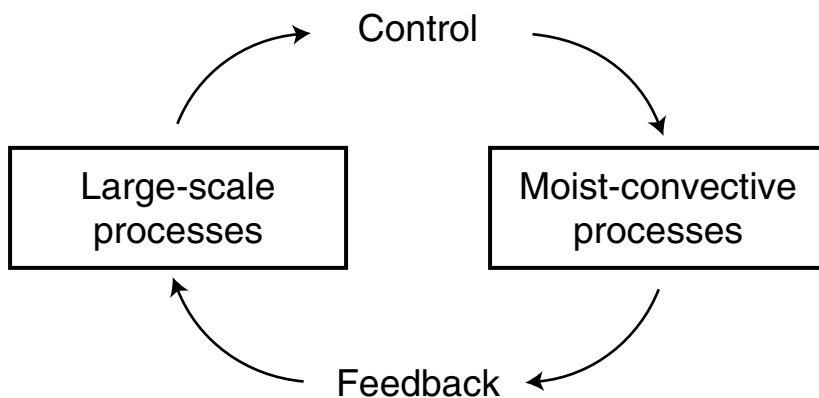 Control
Large-scale
processes
Moist-convective
processes
Feedback